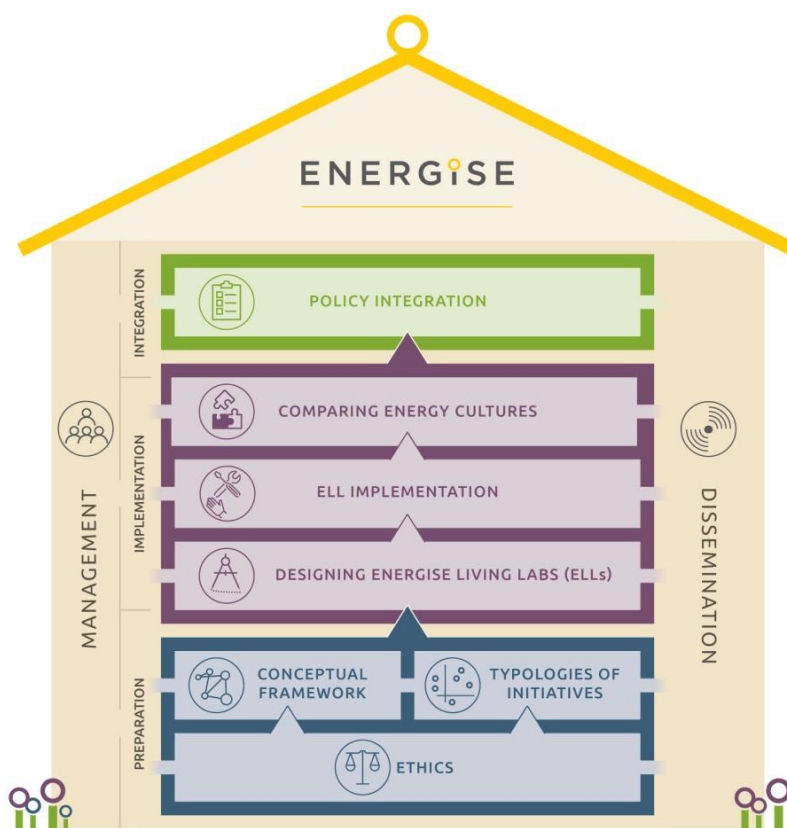 ENERGISE
INTEGRATION
POLICY INTEGRATION
IMPLEMENTATION
COMPARING ENERGY CULTURES
ELL IMPLEMENTATION
DESIGNING ENERGISE LIVING LABS (ELLs)
MANAGEMENT
DISSEMINATION
PREPARATION
CONCEPTUAL
FRAMEWORK
TYPOLOGIES OF
INITIATIVES
ETHICS